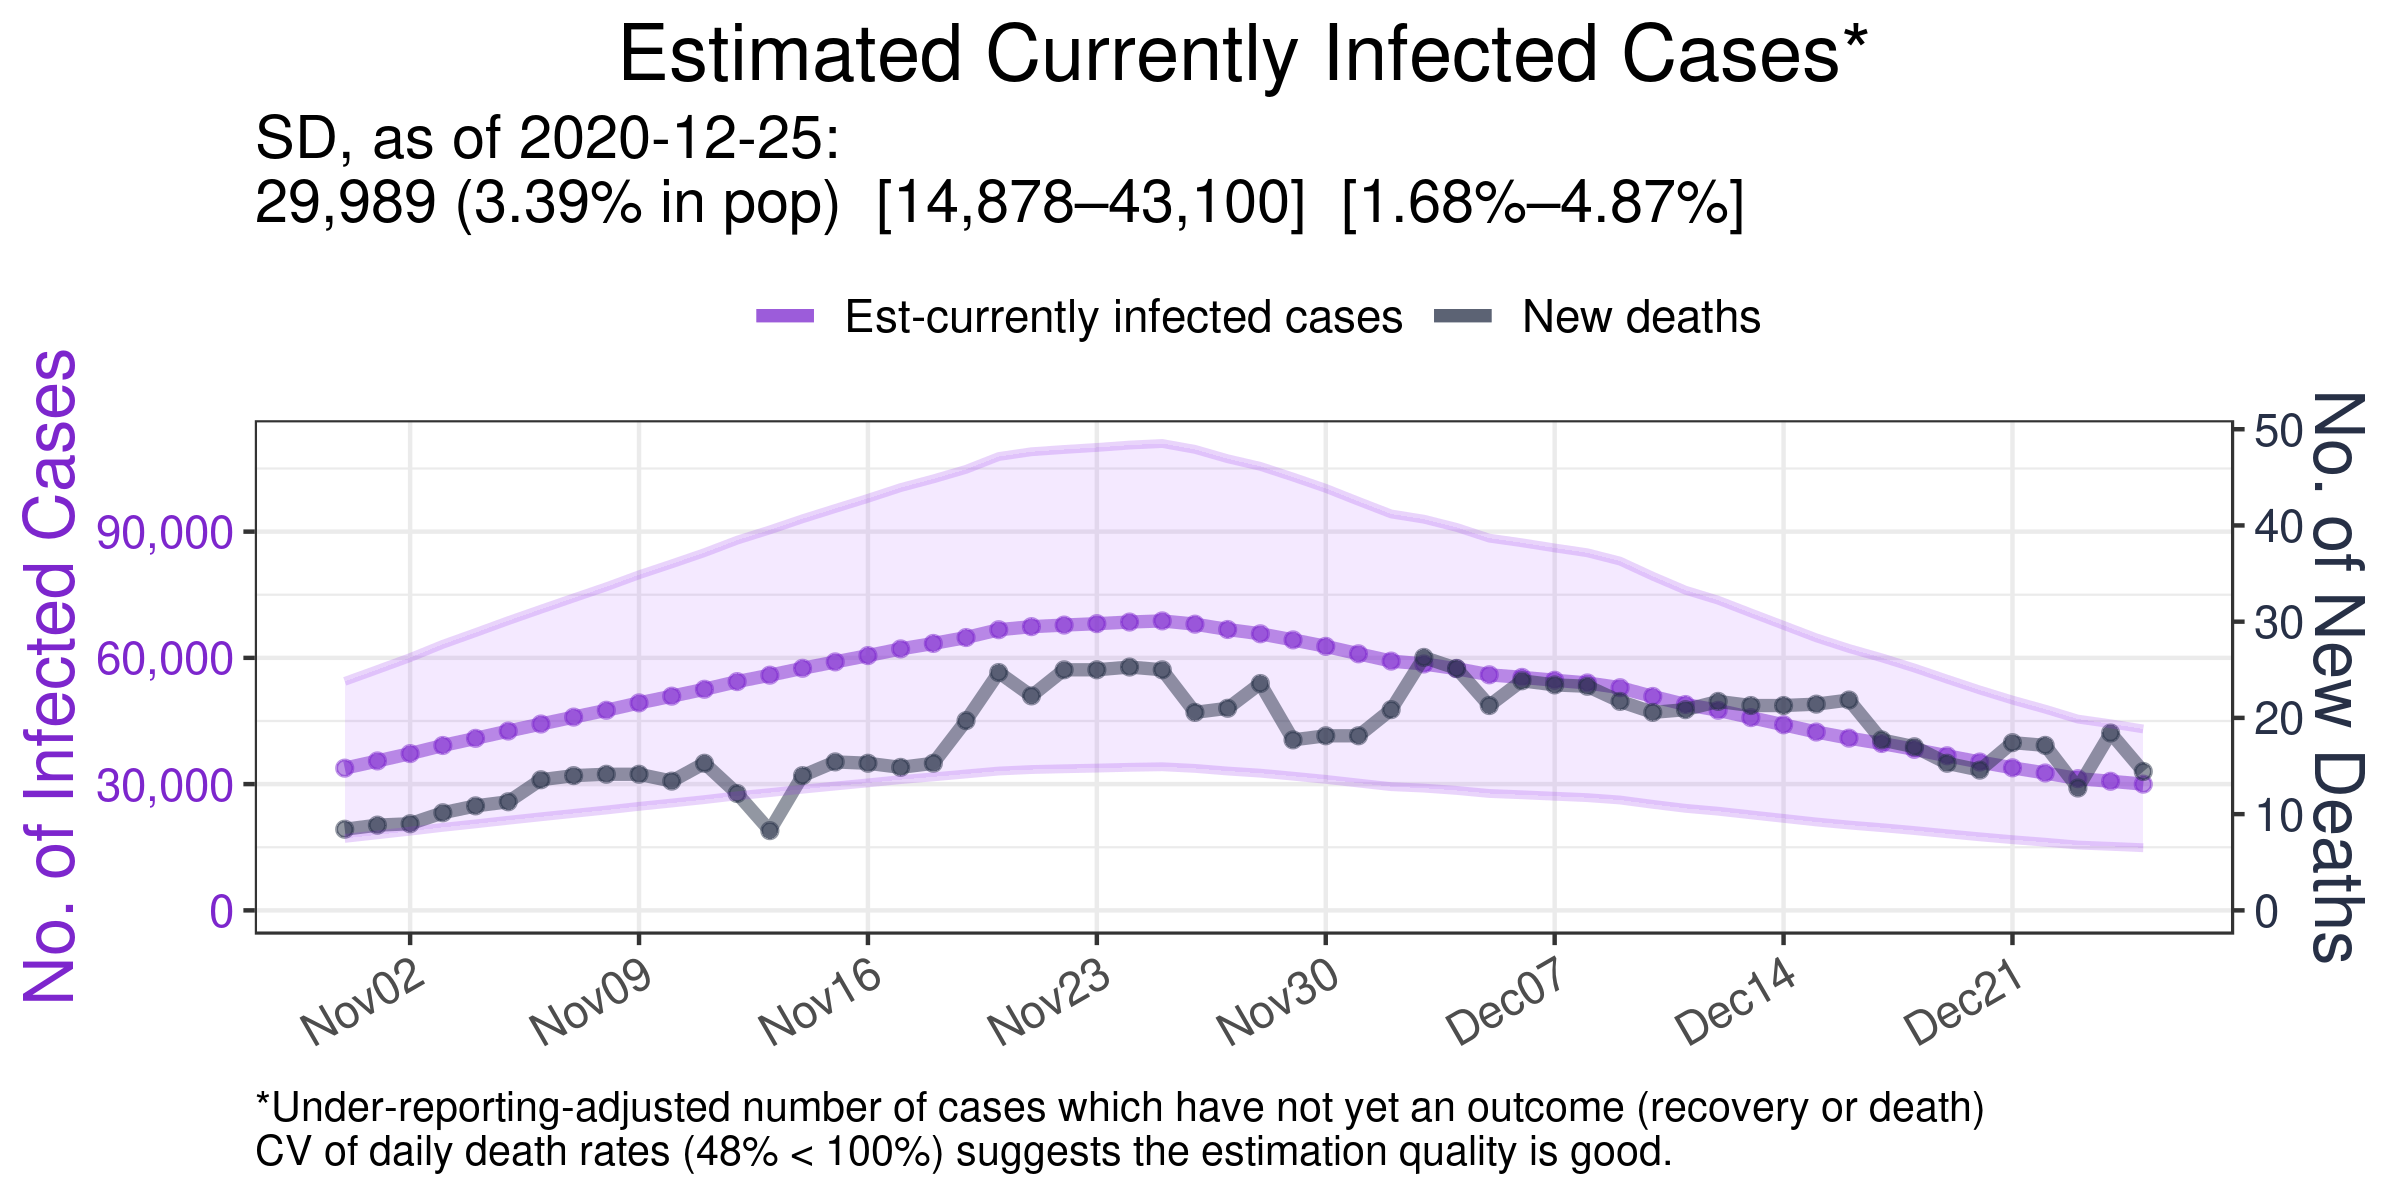 Estimated Currently Infected Cases*
SD, as of 2020-12-25:
29,989 (3.39% in pop)  [14,878–43,100]  [1.68%–4.87%]
Est-currently infected cases
New deaths
No. of Infected Cases
90,000
60,000
30,000
0
50
40
30
20
10
0
No. of New Deaths
Nov02
Nov09
Nov16
Nov23
Nov30
Dec07
Dec14
Dec21
*Under-reporting-adjusted number of cases which have not yet an outcome (recovery or death)
CV of daily death rates (48% < 100%) suggests the estimation quality is good.